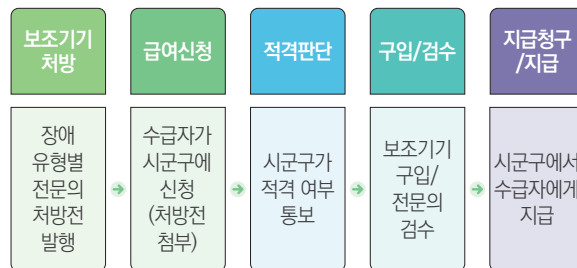 보조기기
처방
급여신청
적격판단
구입/검수
지급청구
/지급
장애
유형별
전문의
처방전
발행
수급자가
시군구에
신청
(처방전
첨부)
시군구가
적격 여부
통보
보조기기
구입/
전문의
검수
시군구에서
수급자에게
지급